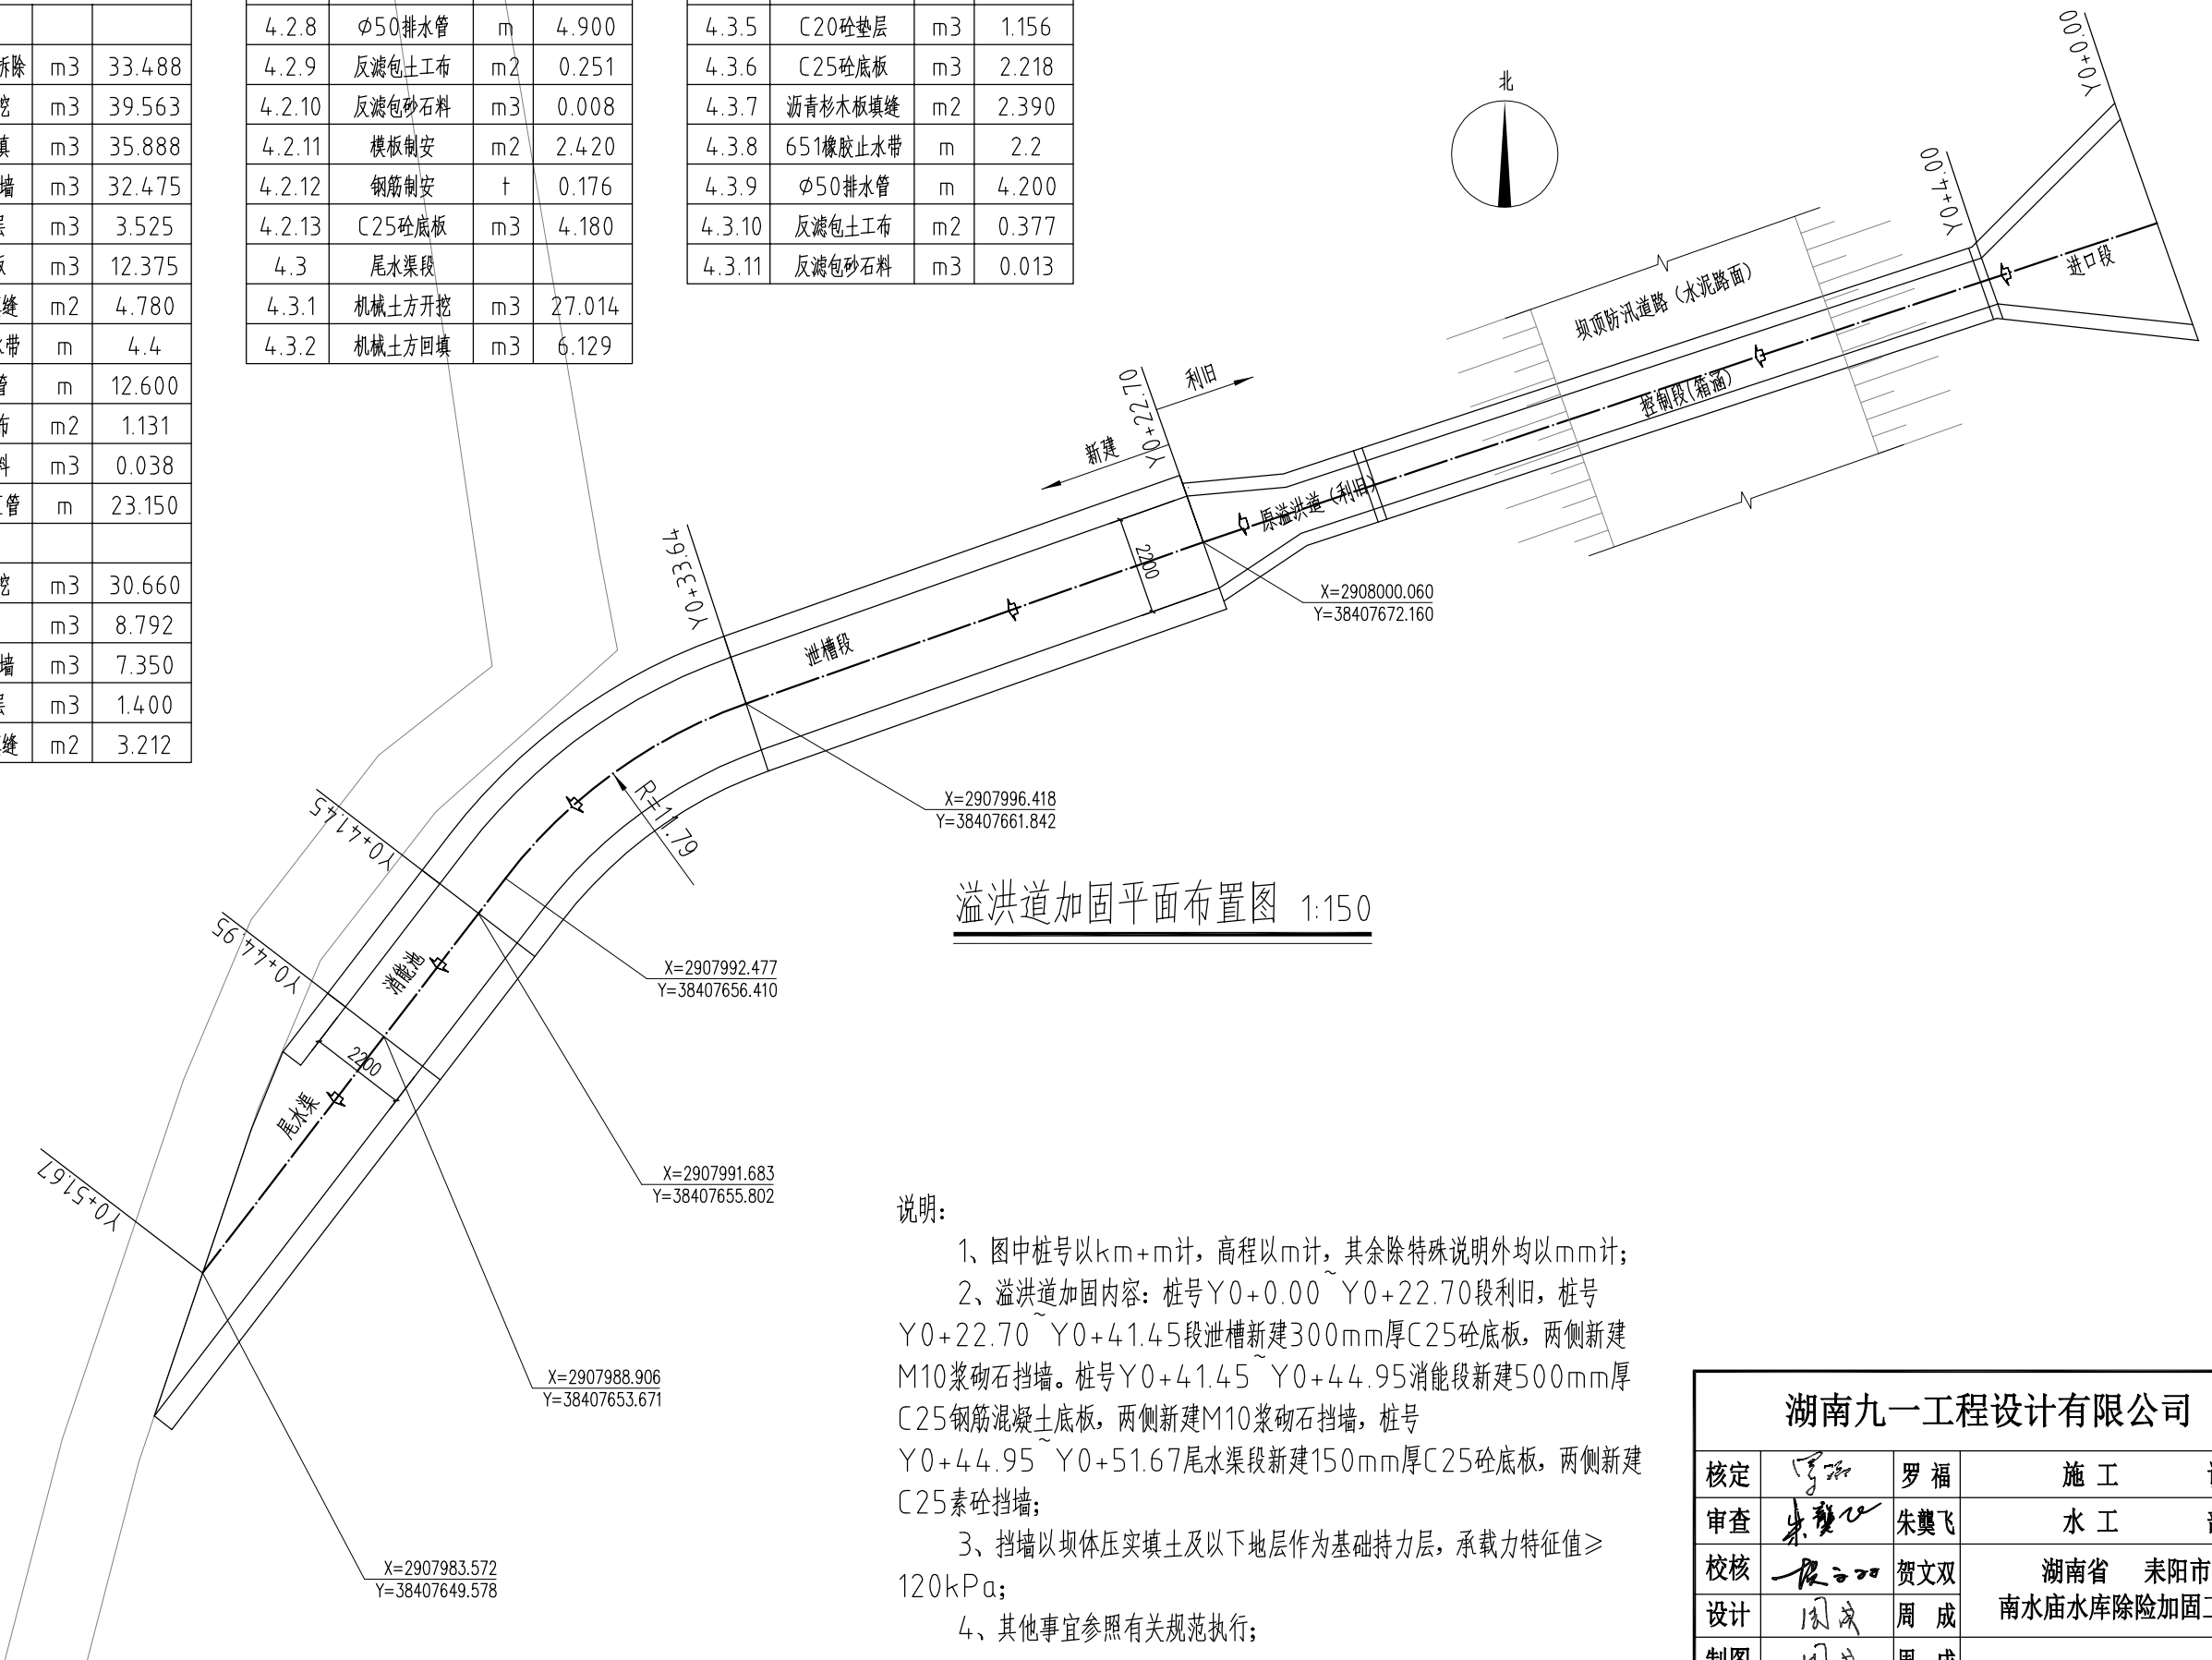 拆除 m3 33.488
挖 m3 39.563
填 m3 35.888
墙 m3 32.475
层 m3 3.525
板 m3 12.375
缝 m2 4.780
水带 m 4.4
管 m 12.600
布 m2 1.131
料 m3 0.038
管 m 23.150
挖 m3 30.660
m3 8.792
墙 m3 7.350
层 m3 1.400
缝 m2 3.212
4.2.8 Φ50排水管 m 4.900
4.2.9 反滤包土工布 m2 0.251
4.2.10 反滤包砂石料 m3 0.008
4.2.11 模板制安 m2 2.420
4.2.12 钢筋制安 t 0.176
4.2.13 C25砼底板 m3 4.180
4.3 尾水渠段
4.3.1 机械土方开挖 m3 27.014
4.3.2 机械土方回填 m3 6.129
4.3.5 C20砼垫层 m3 1.156
4.3.6 C25砼底板 m3 2.218
4.3.7 沥青杉木板填缝 m2 2.390
4.3.8 651橡胶止水带 m 2.2
4.3.9 Φ50排水管 m 4.200
4.3.10 反滤包土工布 m2 0.377
4.3.11 反滤包砂石料 m3 0.013
北
Y0+0.00
Y0+4.00
进口段
坝顶防汛道路（水泥路面）
控制段(箱涵)
Y0+22.70
利旧
新建
原溢洪道（利旧）
2200
X=2908000.060
Y=38407672.160
Y0+33.64
泄槽段
X=2907996.418
Y=38407661.842
R=11.79
Y0+41.45
X=2907992.477
Y=38407656.410
Y0+44.95
消能池
X=2907991.683
Y=38407655.802
2200
尾水渠
X=2907988.906
Y=38407653.671
Y0+51.67
X=2907983.572
Y=38407649.578
溢洪道加固平面布置图 1:150
说明：
1、图中桩号以km+m计，高程以m计，其余除特殊说明外均以mm计；
2、溢洪道加固内容：桩号Y0+0.00~Y0+22.70段利旧，桩号
Y0+22.70~Y0+41.45段泄槽新建300mm厚C25砼底板，两侧新建
M10浆砌石挡墙。桩号Y0+41.45~Y0+44.95消能段新建500mm厚
C25钢筋混凝土底板，两侧新建M10浆砌石挡墙，桩号
Y0+44.95~Y0+51.67尾水渠段新建150mm厚C25砼底板，两侧新建
C25素砼挡墙；
3、挡墙以坝体压实填土及以下地层作为基础持力层，承载力特征值≥
120kPa；
4、其他事宜参照有关规范执行；
湖南九一工程设计有限公司
核定 罗福 施工
审查 朱龑飞 水工
校核 贺文双 湖南省 耒阳市
南水庙水库除险加固工
设计 周成 周 成
制图 周 成